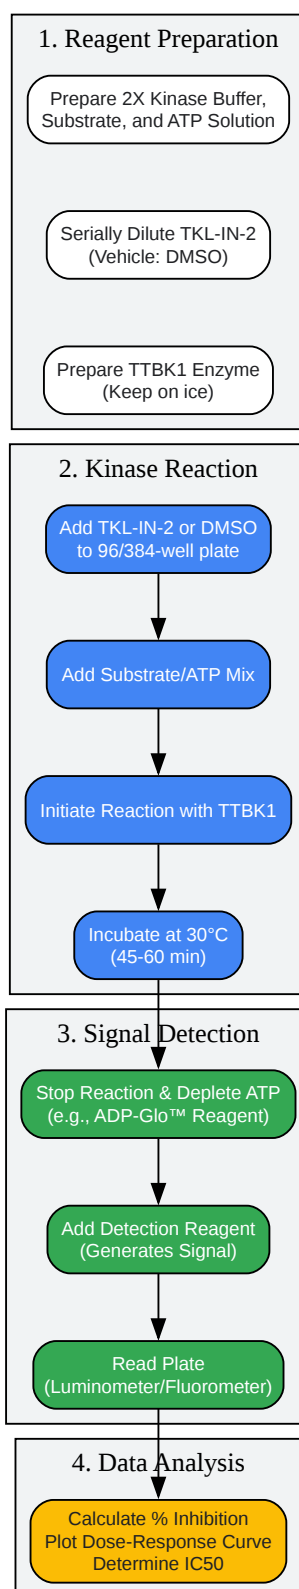 1. Reagent Preparation
Prepare 2X Kinase Buffer,
Substrate, and ATP Solution
Serially Dilute TKL-IN-2
(Vehicle: DMSO)
Prepare TTBK1 Enzyme
(Keep on ice)
2. Kinase Reaction
Add TKL-IN-2 or DMSO
to 96/384-well plate
Add Substrate/ATP Mix
Initiate Reaction with TTBK1
Incubate at 30°C
(45-60 min)
3. Signal Detection
Stop Reaction & Deplete ATP
(e.g., ADP-Glo™ Reagent)
Add Detection Reagent
(Generates Signal)
Read Plate
(Luminometer/Fluorometer)
4. Data Analysis
Calculate % Inhibition
Plot Dose-Response Curve
Determine IC50